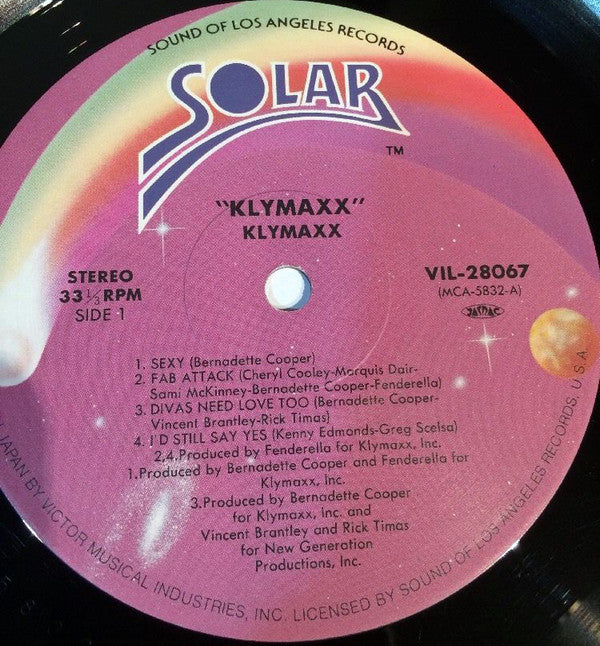 SOUND OF LOS ANGELES RECORDS
SOLAR
TM
"KLYMAXX"
KLYMAXX
STEREO
33 1/3 RPM
SIDE 1
VIL-28067
(MCA-5832-A)
JASRAC
1. SEXY (Bernadette Cooper)
2. FAB ATTACK (Cheryl Cooley-Marquis Dair-
Sami McKinney-Bernadette Cooper-Fenderella)
3. DIVAS NEED LOVE TOO (Bernadette Cooper-
Vincent Brantley-Rick Timas)
4. I'D STILL SAY YES (Kenny Edmonds-Greg Scelsa)
2,4.Produced by Fenderella for Klymaxx, Inc.
1.Produced by Bernadette Cooper and Fenderella for
Klymaxx, Inc.
3.Produced by Bernadette Cooper
for Klymaxx, Inc. and
Vincent Brantley and Rick Timas
for New Generation
Productions, Inc.
JAPAN BY VICTOR MUSICAL INDUSTRIES, INC. LICENSED BY SOUND OF LOS ANGELES RECORDS, U.S.A.